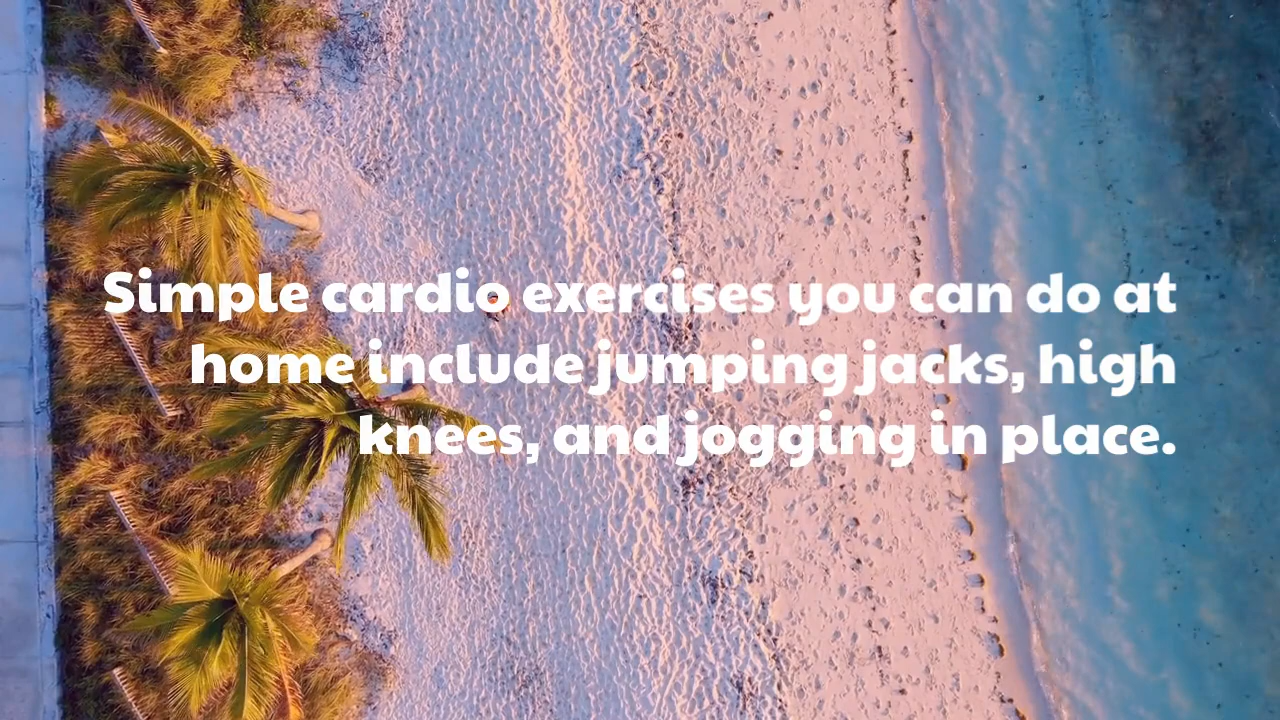 Simple cardio exercises you can do at
home include jumping jacks, high
knees, and jogging in place.